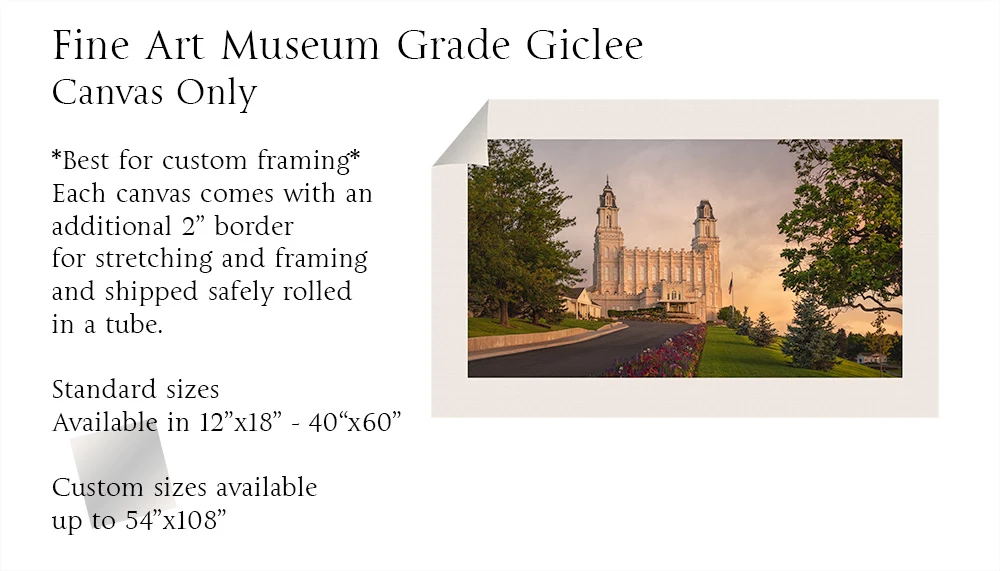 Fine Art Museum Grade Giclee
Canvas Only
*Best for custom framing*
Each canvas comes with an
additional 2” border
for stretching and framing
and shipped safely rolled
in a tube.
Standard sizes
Available in 12”x18” - 40“x60”
Custom sizes available
up to 54”x108”